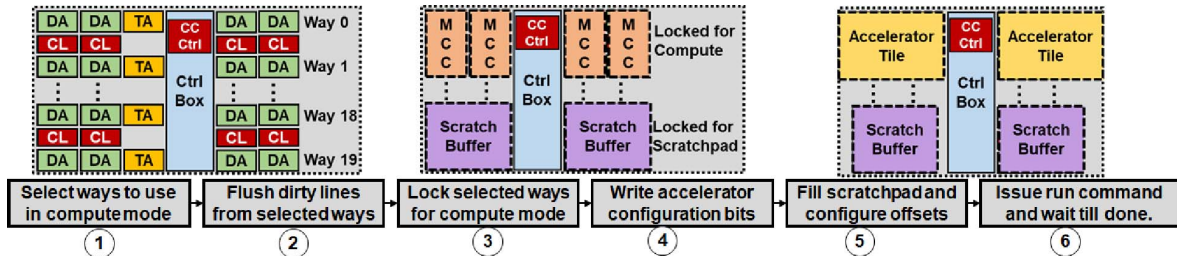 DA DA TA CC Ctrl DA DA Way 0
CL CL CL CL
DA DA TA DA DA Way 1
Ctrl Box
DA DA TA DA DA Way 18
CL CL CL CL
DA DA TA DA DA Way 19
MCC MCC CC Ctrl MCC MCC Locked for Compute
Ctrl Box
Scratch Buffer Scratch Buffer Locked for Scratchpad
Accelerator Tile CC Ctrl Accelerator Tile
Ctrl Box
Scratch Buffer Scratch Buffer
Select ways to use
in compute mode
1
Flush dirty lines
from selected ways
2
Lock selected ways
for compute mode
3
Write accelerator
configuration bits
4
Fill scratchpad and
configure offsets
5
Issue run command
and wait till done.
6